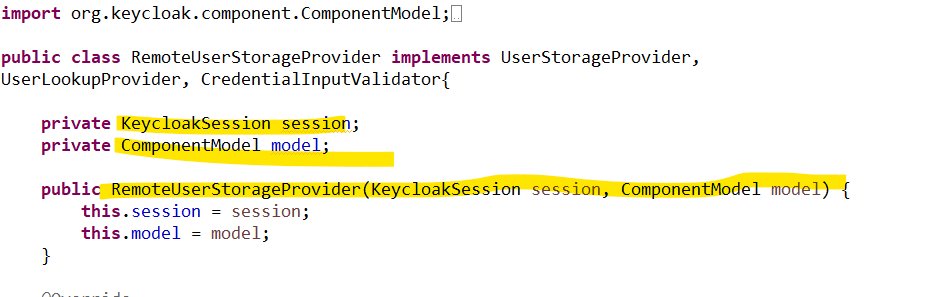 import org.keycloak.component.ComponentModel;
public class RemoteUserStorageProvider implements UserStorageProvider,
UserLookupProvider, CredentialInputValidator{
private KeycloakSession session;
private ComponentModel model;
public RemoteUserStorageProvider(KeycloakSession session, ComponentModel model) {
this.session = session;
this.model = model;
}
@Override